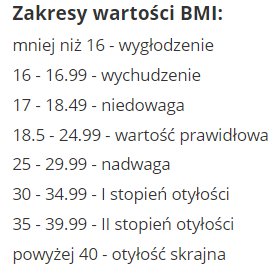 Zakresy wartości BMI:
mniej niż 16 - wygłodzenie
16 - 16.99 - wychudzenie
17 - 18.49 - niedowaga
18.5 - 24.99 - wartość prawidłowa
25 - 29.99 - nadwaga
30 - 34.99 - I stopień otyłości
35 - 39.99 - II stopień otyłości
powyżej 40 - otyłość skrajna